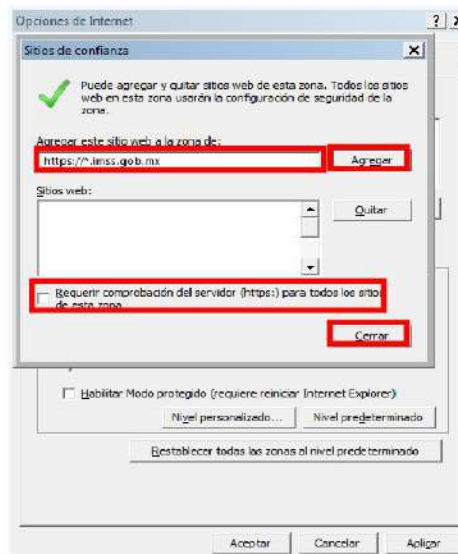 Opciones de Internet
Sitios de confianza
Puede agregar y quitar sitios web de esta zona. Todos los sitios
web en esta zona usarán la configuración de seguridad de la
zona.
Agregar este sitio web a la zona de:
https://*.imss.gob.mx
Agregar
Sitios web:
Quitar
Requerir comprobación del servidor (https:) para todos los sitios
de esta zona
Cerrar
Habilitar Modo protegido (requiere reiniciar Internet Explorer)
Nivel personalizado...
Nivel predeterminado
Restablecer todas las zonas al nivel predeterminado
Aceptar
Cancelar
Aplicar